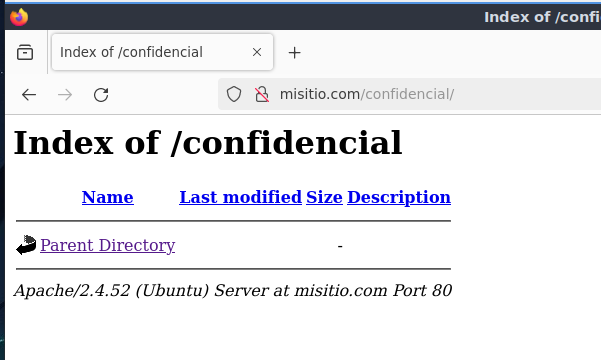 Index of /confi
Index of /confidencial
misitio.com/confidencial/
Index of /confidencial
Name Last modified Size Description
Parent Directory -
Apache/2.4.52 (Ubuntu) Server at misitio.com Port 80